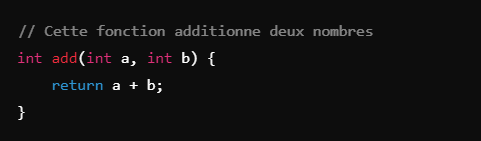 // Cette fonction additionne deux nombres
int add(int a, int b) {
    return a + b;
}